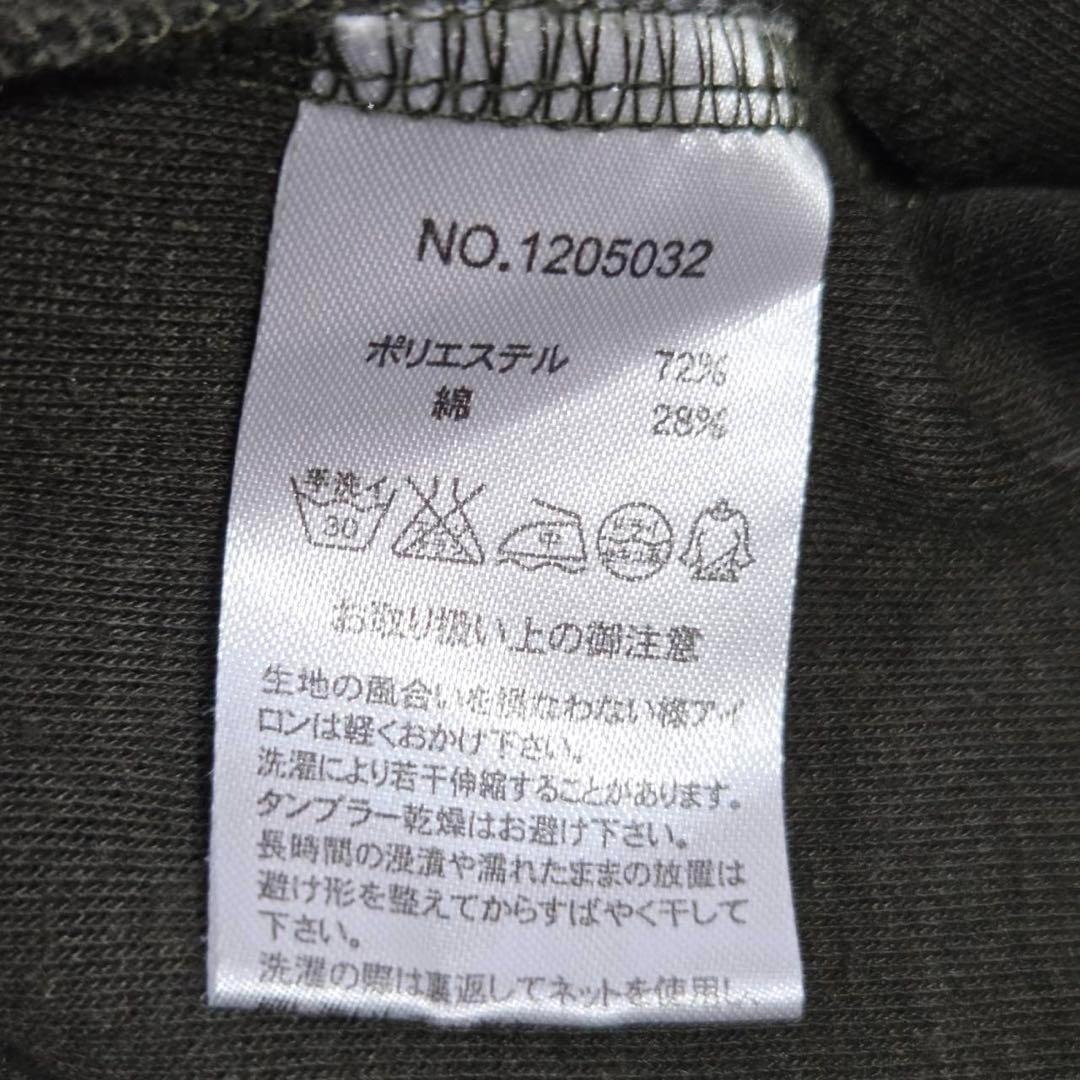 NO.1205032
ポリエステル 72%
綿 28%
手洗イ
30
中
ドライ
お取り扱い上の御注意
生地の風合いを損なわない様アイ
ロンは軽くおかけ下さい。
洗濯により若干伸縮することがあります。
タンブラー乾燥はお避け下さい。
長時間の浸漬や濡れたままの放置は
避け形を整えてからすばやく干して
下さい。
洗濯の際は裏返してネットを使用し、